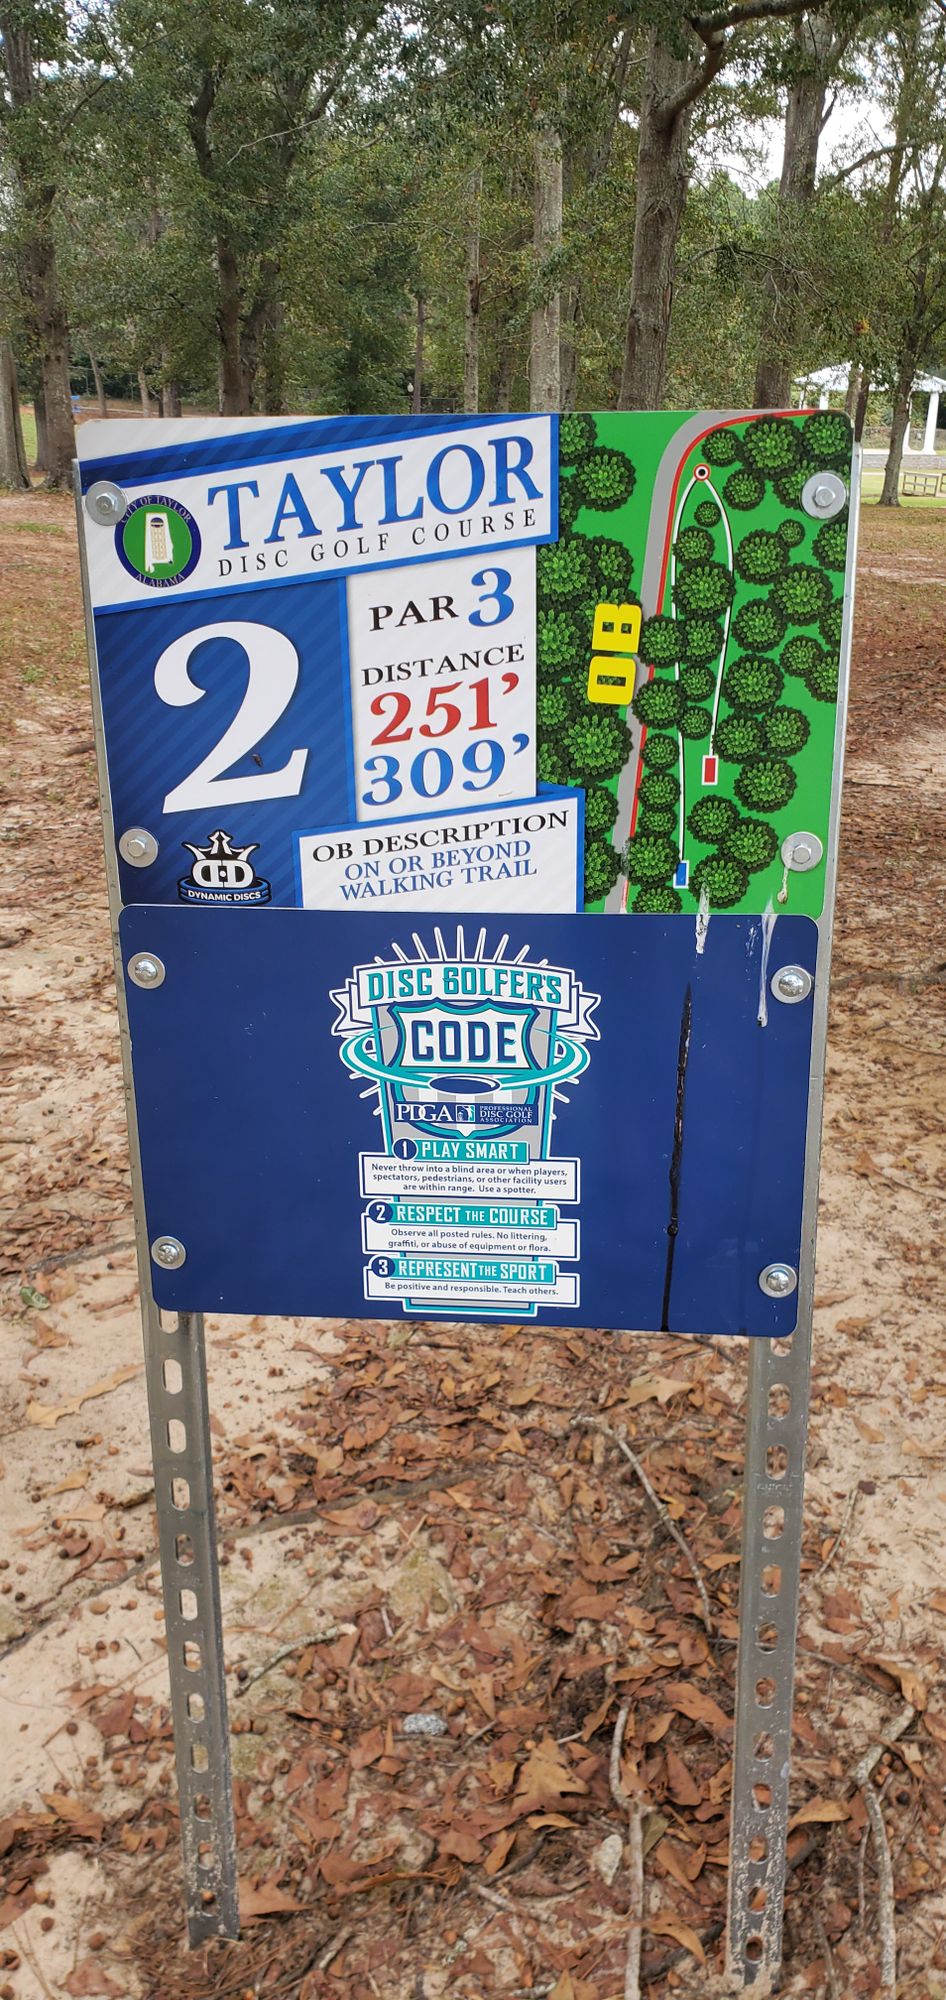 CITY OF TAYLOR
ALABAMA
TAYLOR
DISC GOLF COURSE
2
PAR 3
DISTANCE
251'
309'
OB DESCRIPTION
ON OR BEYOND
WALKING TRAIL
DD
DYNAMIC DISCS
OB
DISC GOLFER'S
CODE
PDGA PROFESSIONAL
DISC GOLF
ASSOCIATION
1 PLAY SMART
Never throw into a blind area or when players,
spectators, pedestrians, or other facility users
are within range. Use a spotter.
2 RESPECT THE COURSE
Observe all posted rules. No littering,
graffiti, or abuse of equipment or flora.
3 REPRESENT THE SPORT
Be positive and responsible. Teach others.